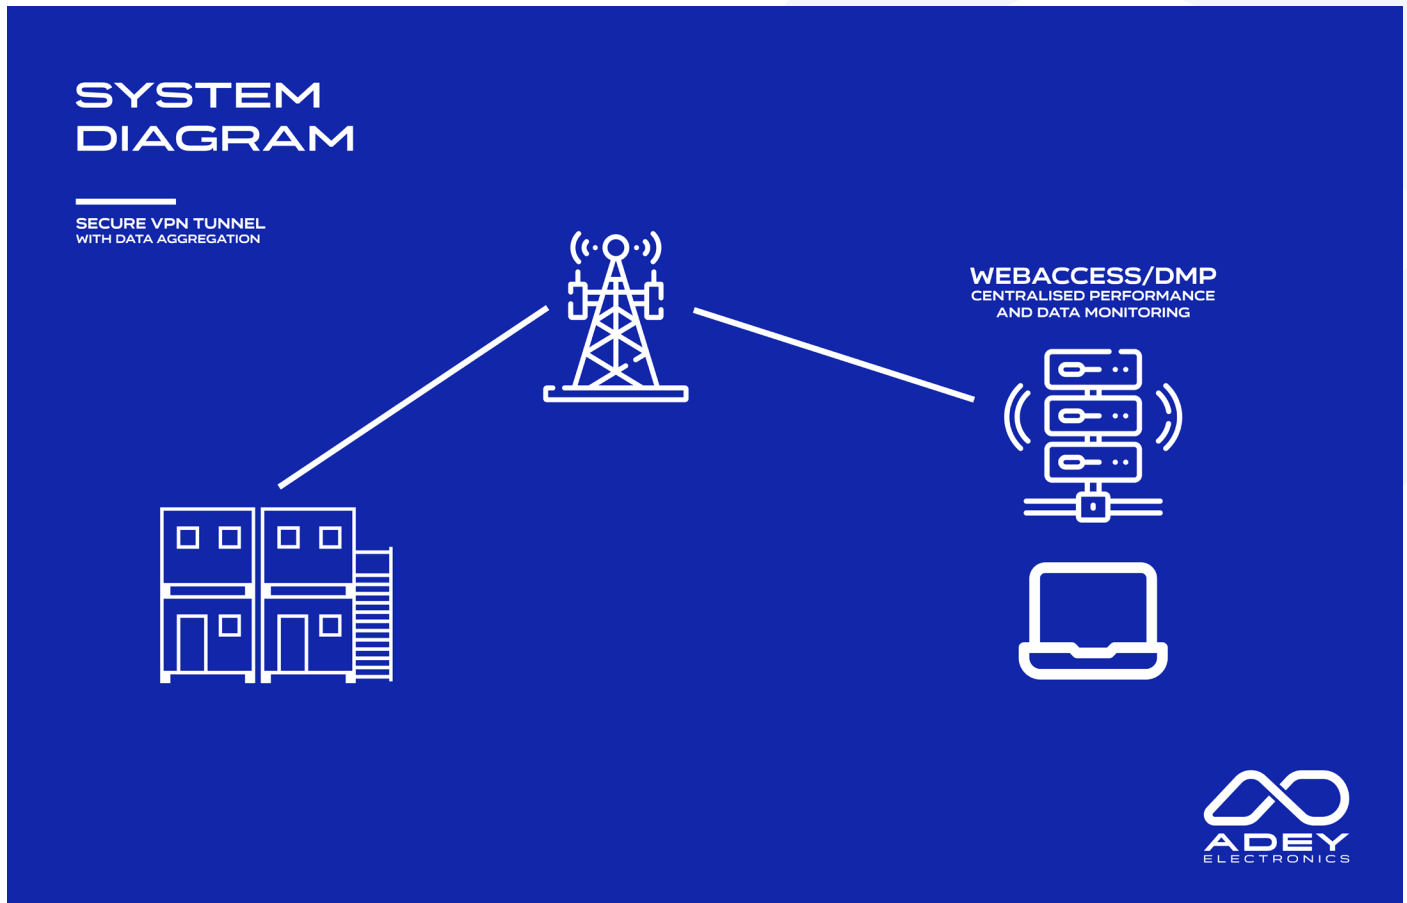 SYSTEM
DIAGRAM
SECURE VPN TUNNEL
WITH DATA AGGREGATION
WEBACCESS/DMP
CENTRALISED PERFORMANCE
AND DATA MONITORING
ADEY
ELECTRONICS